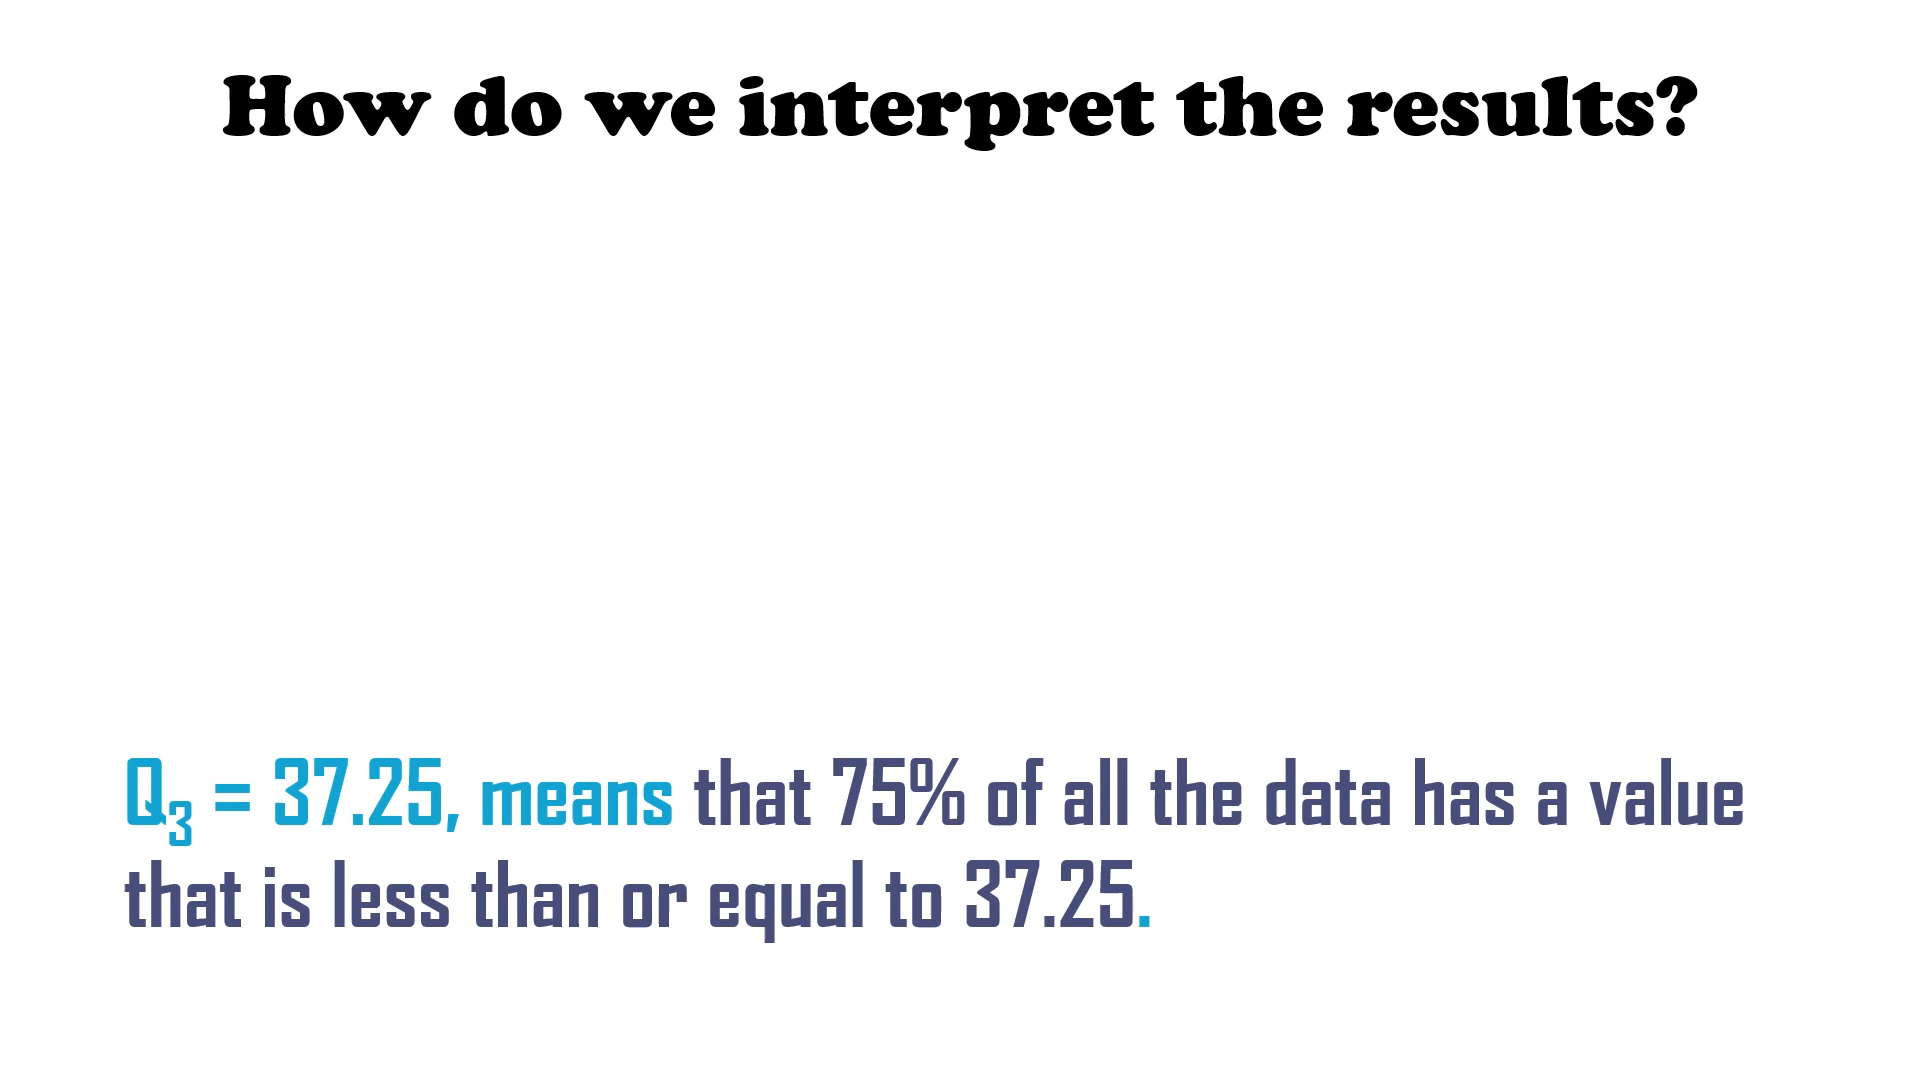 How do we interpret the results?
Q₃ = 37.25, means that 75% of all the data has a value
that is less than or equal to 37.25.